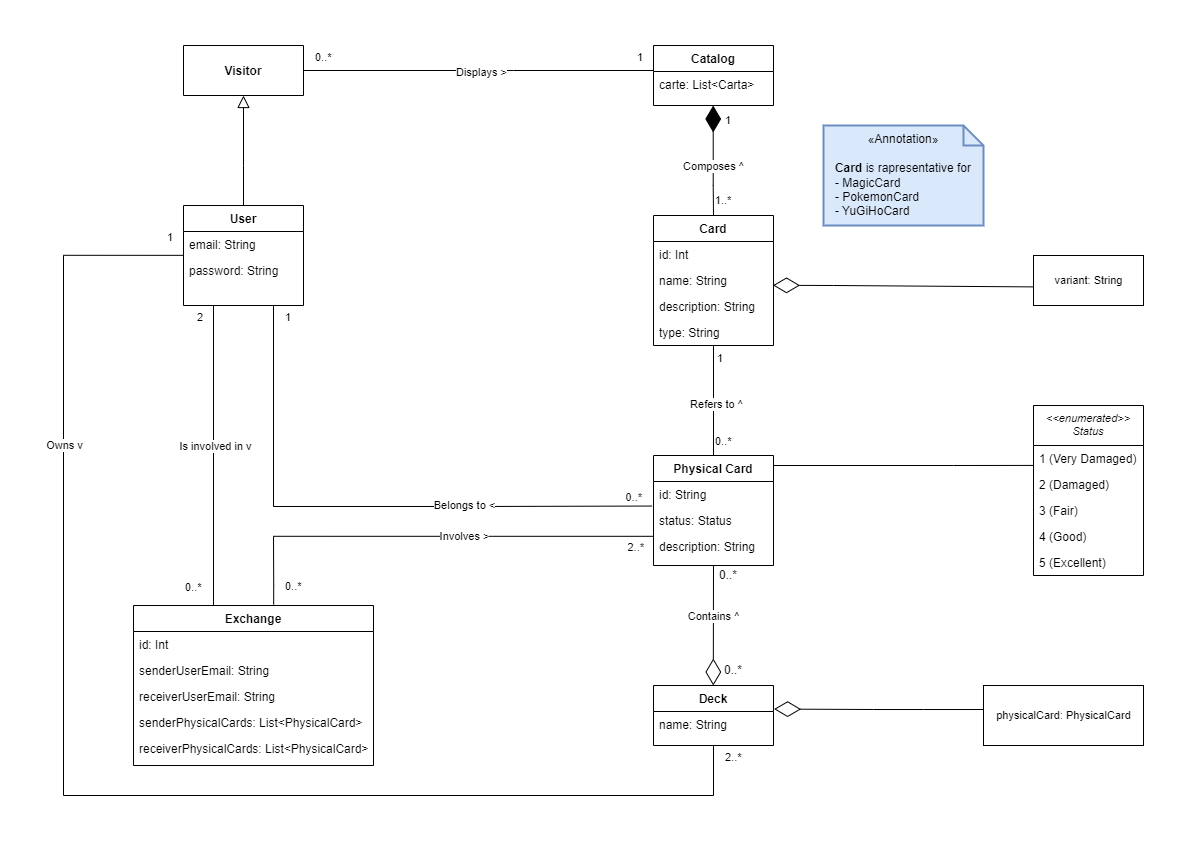 Visitor
0..*
Displays >
1
Catalog
carte: List<Carta>
1
Composes ^
1..*
«Annotation»
Card is rapresentative for
- MagicCard
- PokemonCard
- YuGiHoCard
User
email: String
password: String
1
2
1
Card
id: Int
name: String
description: String
type: String
variant: String
1
Refers to ^
0..*
Owns v
Is involved in v
Belongs to <
0..*
Involves >
2..*
Physical Card
id: String
status: Status
description: String
<<enumerated>>
Status
1 (Very Damaged)
2 (Damaged)
3 (Fair)
4 (Good)
5 (Excellent)
0..*
0..*
0..*
Contains ^
0..*
Exchange
id: Int
senderUserEmail: String
receiverUserEmail: String
senderPhysicalCards: List<PhysicalCard>
receiverPhysicalCards: List<PhysicalCard>
Deck
name: String
2..*
physicalCard: PhysicalCard